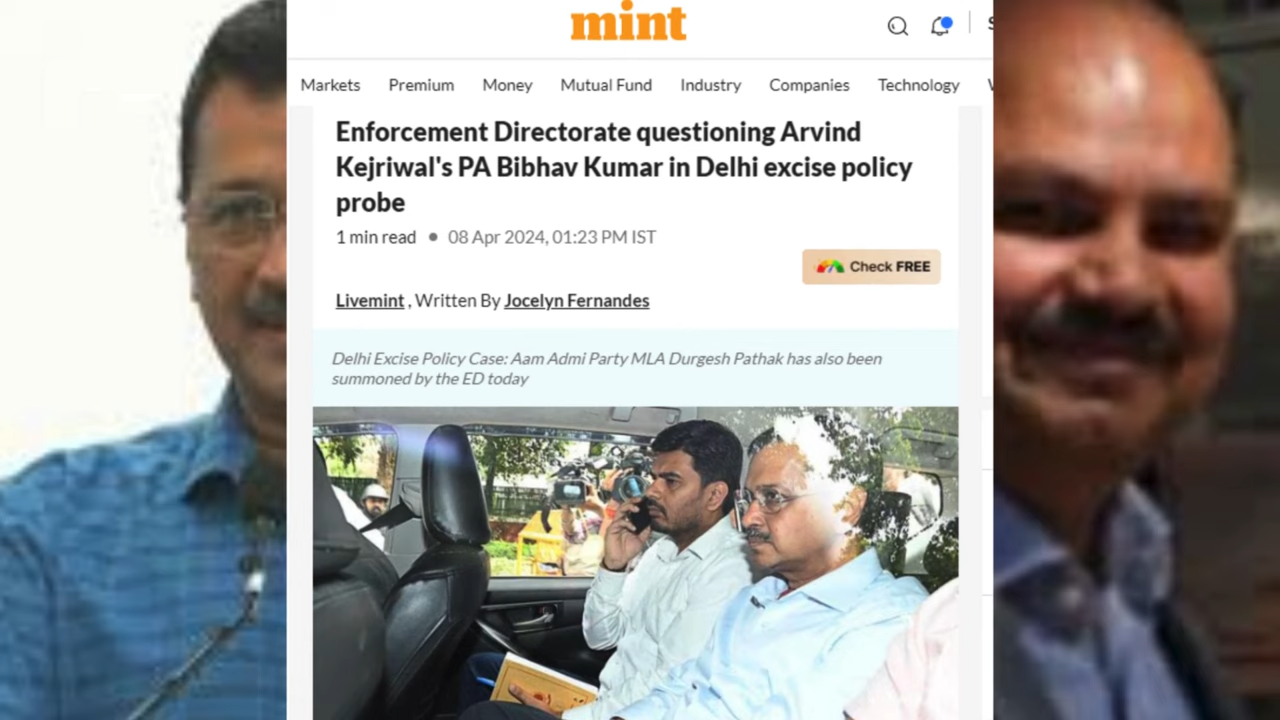 mint
Markets Premium Money Mutual Fund Industry Companies Technology
Enforcement Directorate questioning Arvind
Kejriwal's PA Bibhav Kumar in Delhi excise policy
probe
1 min read • 08 Apr 2024, 01:23 PM IST
Check FREE
Livemint , Written By Jocelyn Fernandes
Delhi Excise Policy Case: Aam Admi Party MLA Durgesh Pathak has also been
summoned by the ED today